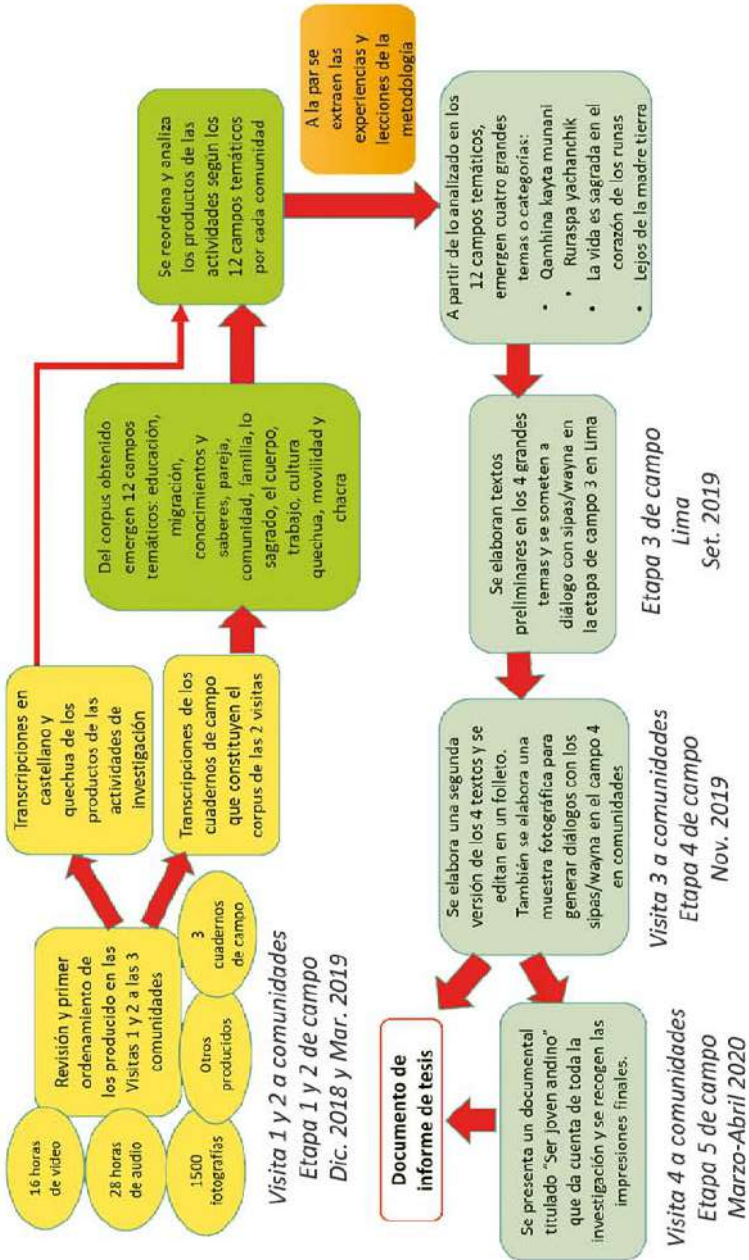 16 horas
de video
28 horas
de audio
1500
fotografías
Otros
producidos
3
cuadernos
de campo
Revisión y primer
ordenamiento de
los producido en las
Visitas 1 y 2 a las 3
comunidades
Visita 1 y 2 a comunidades
Etapa 1 y 2 de campo
Dic. 2018 y Mar. 2019
Transcripciones en
castellano y
quechua de los
productos de las
actividades de
investigación
Transcripciones de los
cuadernos de campo
que constituyen el
corpus de las 2 visitas
Del corpus obtenido
emergen 12 campos
temáticos: educación,
migración,
conocimientos y
saberes, pareja,
comunidad, familia, lo
sagrado, el cuerpo,
trabajo, cultura
quechua, movilidad y
chacra
Se reordena y analiza
los productos de las
actividades según los
12 campos temáticos
por cada comunidad
A la par se
extraen las
experiencias y
lecciones de la
metodología
A partir de lo analizado en los
12 campos temáticos,
emergen cuatro grandes
temas o categorías:
• Qamhina kayta munani
• Ruraspa yachanchik
• La vida es sagrada en el
corazón de los runas
• Lejos de la madre tierra
Se elaboran textos
preliminares en los 4 grandes
temas y se someten a
diálogo con sipas/wayna en
la etapa de campo 3 en Lima
Etapa 3 de campo
Lima
Set. 2019
Se elabora una segunda
versión de los 4 textos y se
editan en un folleto.
También se elabora una
muestra fotográfica para
generar diálogos con los
sipas/wayna en el campo 4
en comunidades
Visita 3 a comunidades
Etapa 4 de campo
Nov. 2019
Documento de
informe de tesis
Se presenta un documental
titulado "Ser joven andino"
que da cuenta de toda la
investigación y se recogen las
impresiones finales.
Visita 4 a comunidades
Etapa 5 de campo
Marzo-Abril 2020